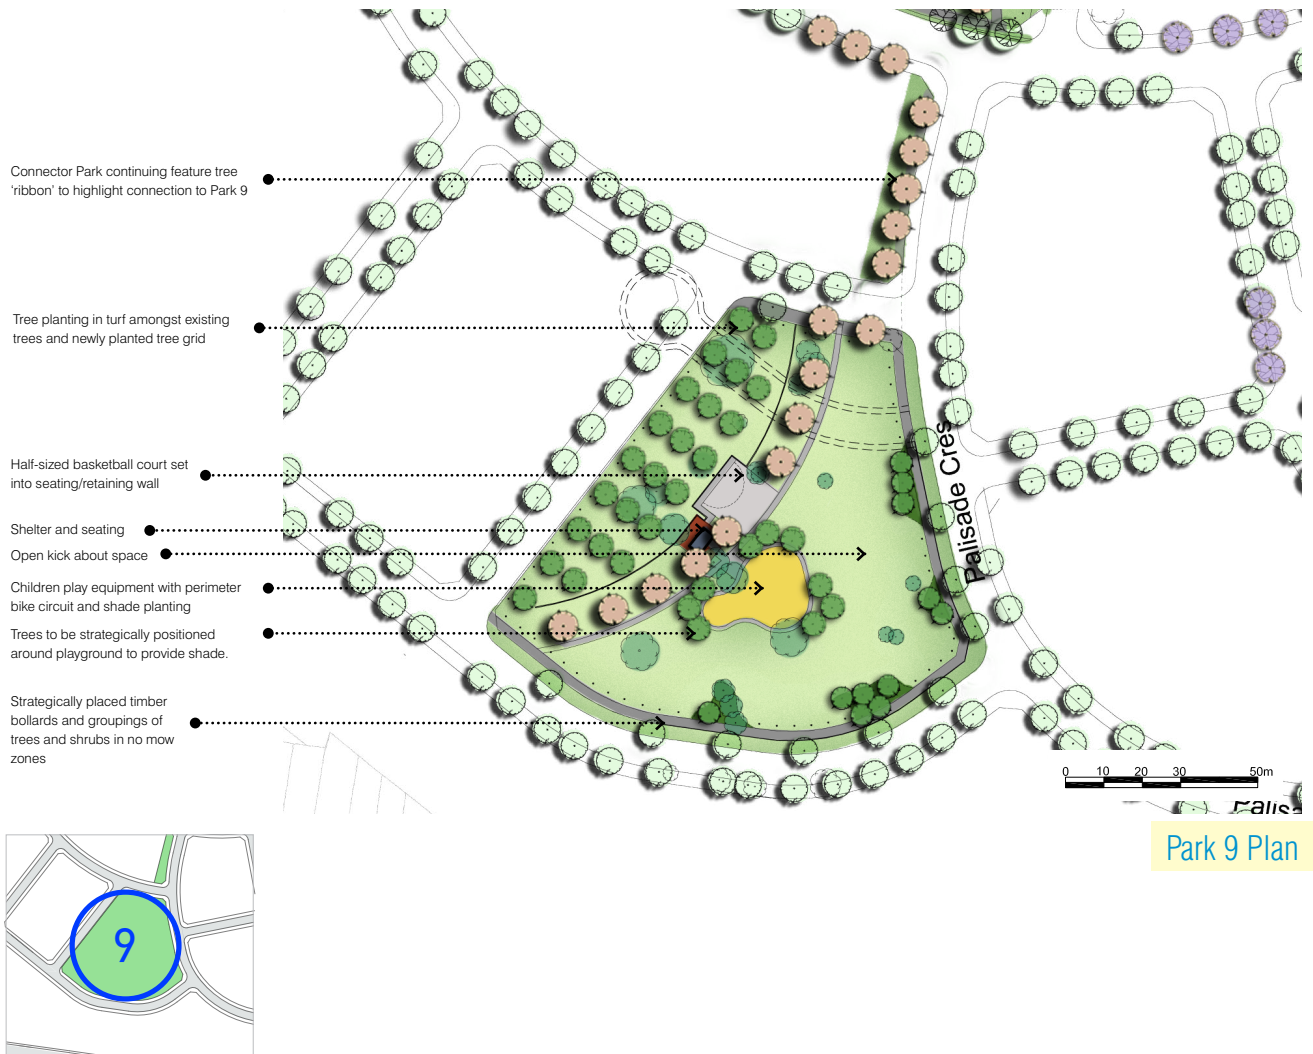 Connector Park continuing feature tree
‘ribbon’ to highlight connection to Park 9
Tree planting in turf amongst existing
trees and newly planted tree grid
Half-sized basketball court set
into seating/retaining wall
Shelter and seating
Open kick about space
Children play equipment with perimeter
bike circuit and shade planting
Trees to be strategically positioned
around playground to provide shade.
Strategically placed timber
bollards and groupings of
trees and shrubs in no mow
zones
Palisade Cres
0 10 20 30 50m
Palisa
Park 9 Plan
9